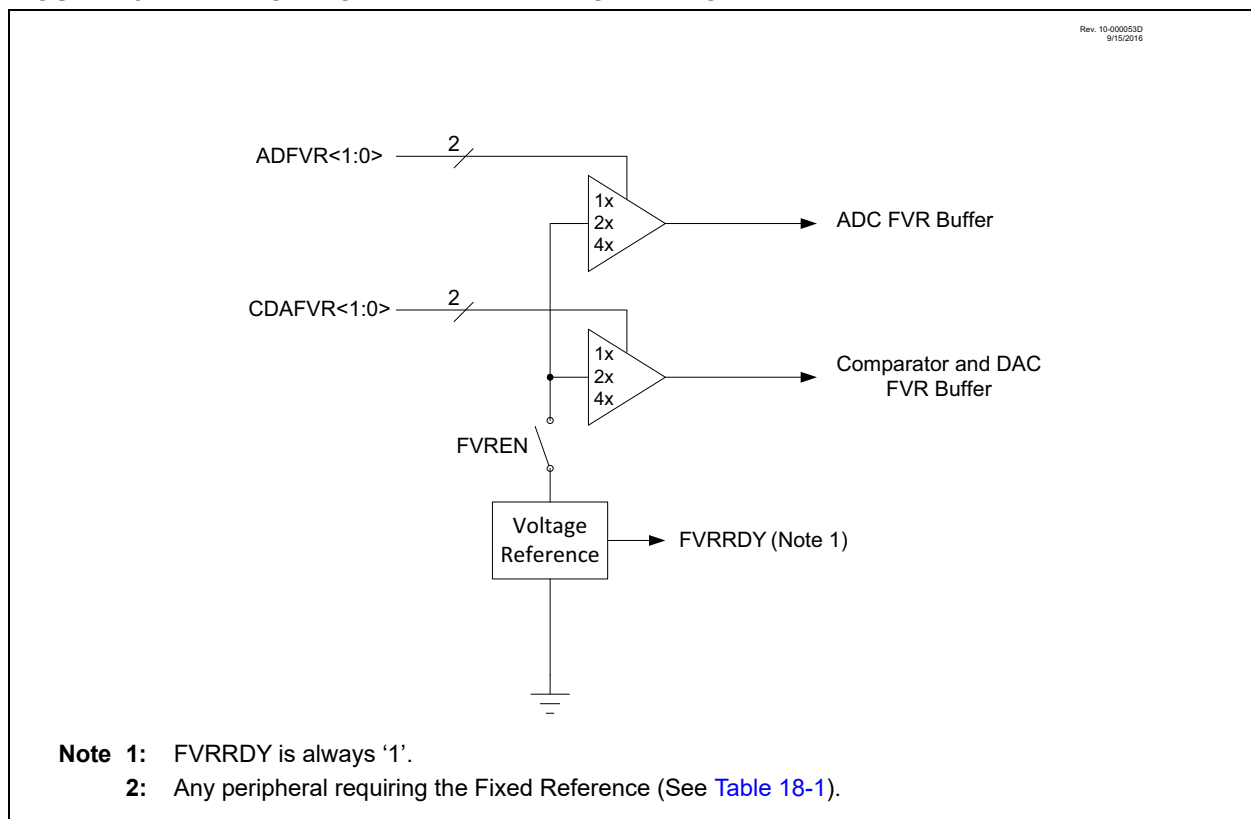 Rev. 10-000053D
9/15/2016
2
ADFVR<1:0>
1x
2x
4x
ADC FVR Buffer
2
CDAFVR<1:0>
1x
2x
4x
Comparator and DAC
FVR Buffer
FVREN
Voltage
Reference
FVRRDY (Note 1)
Note 1: FVRRDY is always ‘1’.
2: Any peripheral requiring the Fixed Reference (See Table 18-1).